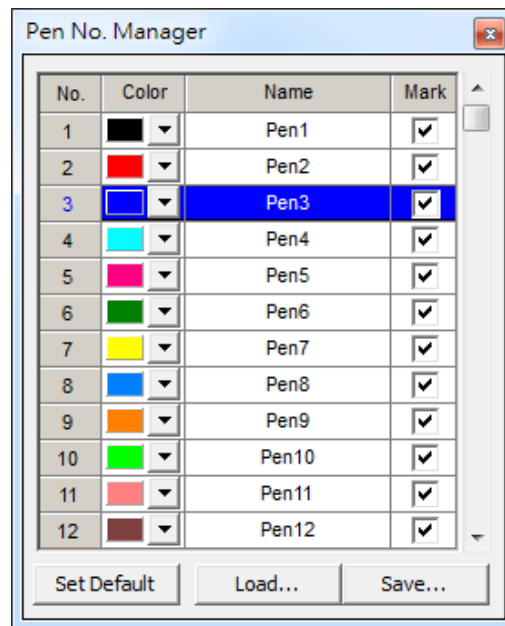 Pen No. Manager
No. Color Name Mark
1 Pen1
2 Pen2
3 Pen3
4 Pen4
5 Pen5
6 Pen6
7 Pen7
8 Pen8
9 Pen9
10 Pen10
11 Pen11
12 Pen12
Set Default Load... Save...